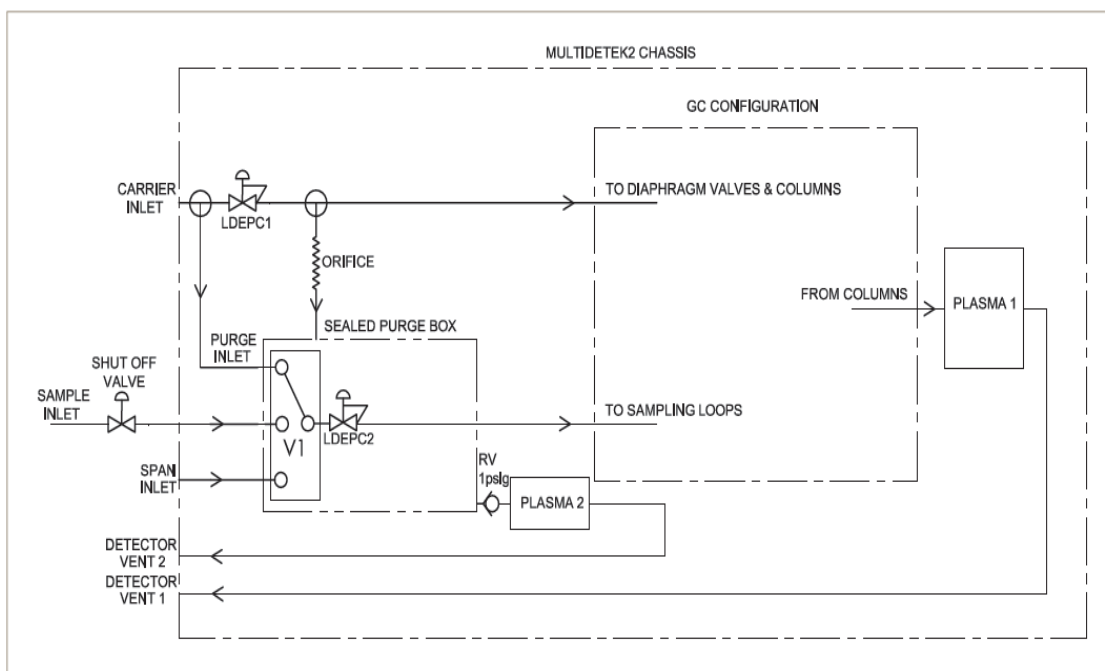 MULTIDETEK2 CHASSIS
GC CONFIGURATION
CARRIER
INLET
LDEPC1
TO DIAPHRAGM VALVES & COLUMNS
ORIFICE
FROM COLUMNS
PLASMA 1
SEALED PURGE BOX
PURGE
INLET
SHUT OFF
VALVE
SAMPLE
INLET
V1
LDEPC2
TO SAMPLING LOOPS
SPAN
INLET
RV
1psig
PLASMA 2
DETECTOR
VENT 2
DETECTOR
VENT 1